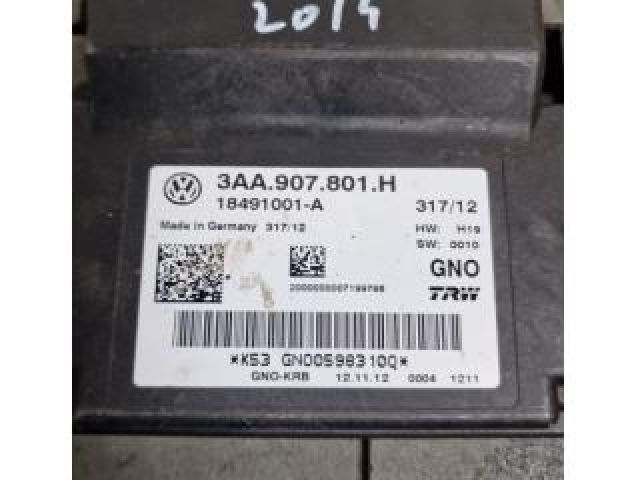 2014
3AA.907.801.H
18491001-A 317/12
Made in Germany 317/12 HW: H19
SW: 0010
GNO
TRW
*K53 GN00598310Q*
GNO-KRB 12.11.12 0004 1211